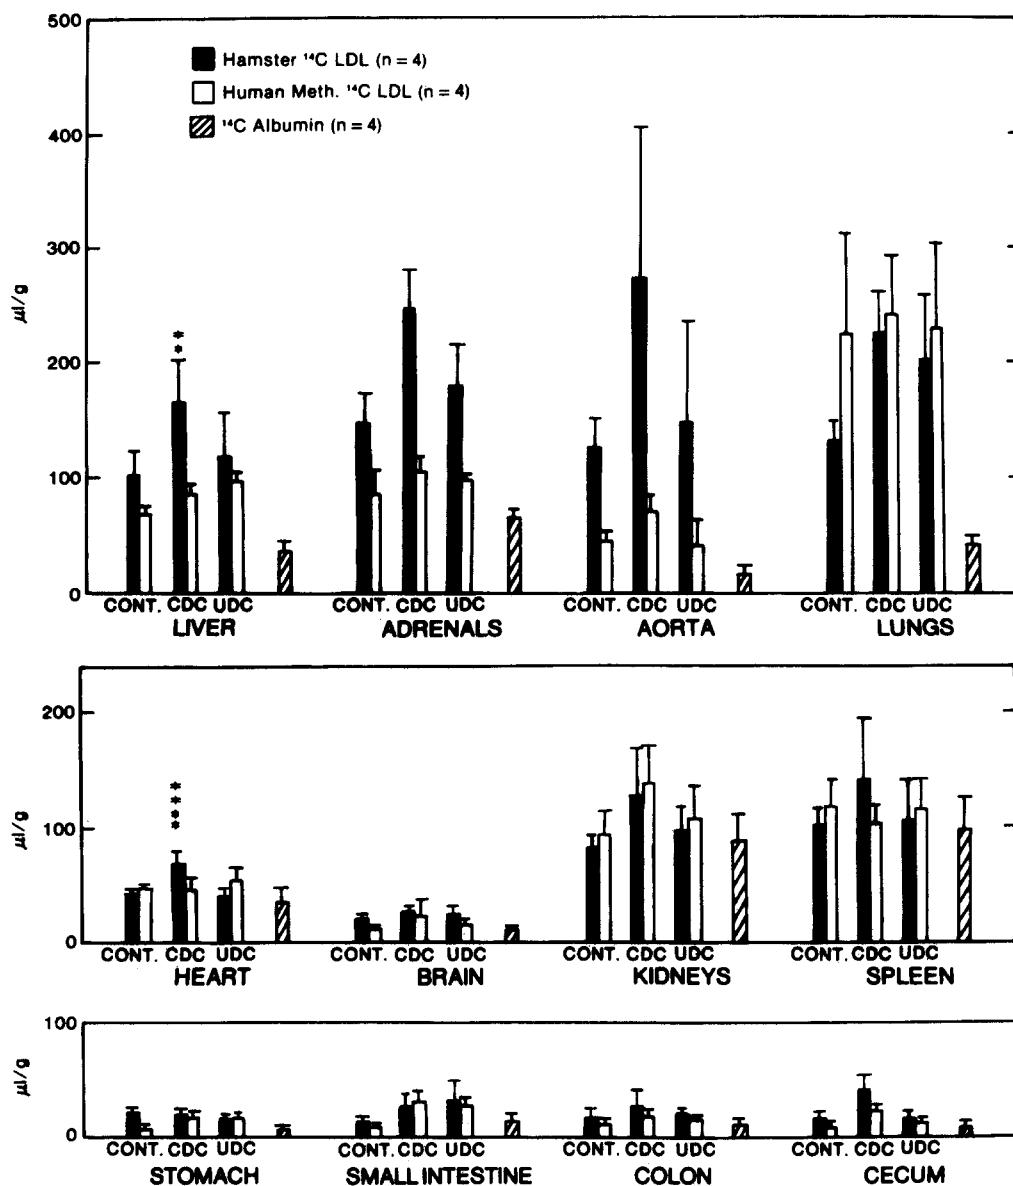 500
Hamster ¹⁴C LDL (n = 4)
Human Meth. ¹⁴C LDL (n = 4)
¹⁴C Albumin (n = 4)
400
300
µl/g
**
200
100
0
CONT. CDC UDC CONT. CDC UDC CONT. CDC UDC CONT. CDC UDC
LIVER ADRENALS AORTA LUNGS
200
****
µl/g
100
0
CONT. CDC UDC CONT. CDC UDC CONT. CDC UDC CONT. CDC UDC
HEART BRAIN KIDNEYS SPLEEN
100
µl/g
0
CONT. CDC UDC CONT. CDC UDC CONT. CDC UDC CONT. CDC UDC
STOMACH SMALL INTESTINE COLON CECUM